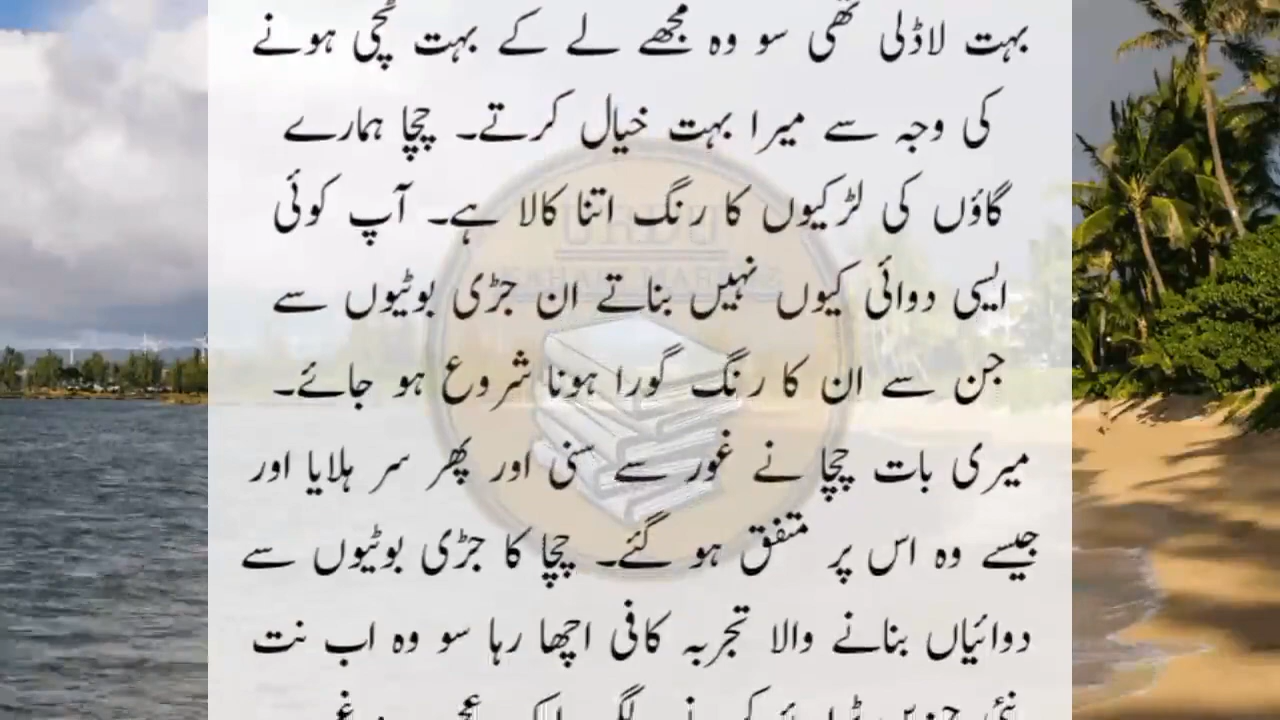 بہت لاڈلی تھی سو وہ مجھے لے کے بہت ٹچی ہونے
کی وجہ سے میرا بہت خیال کرتے۔ چچا ہمارے
گاؤں کی لڑکیوں کا رنگ اتنا کالا ہے۔ آپ کوئی
ایسی دوائی کیوں نہیں بناتے ان جڑی بوٹیوں سے
جن سے ان کا رنگ گورا ہونا شروع ہو جائے۔
میری بات چچا نے غور سے سنی اور پھر سر ہلایا اور
جیسے وہ اس پر متفق ہو گئے۔ چچا کا جڑی بوٹیوں سے
دوائیاں بنانے والا تجربہ کافی اچھا رہا سو وہ اب نت
URDU